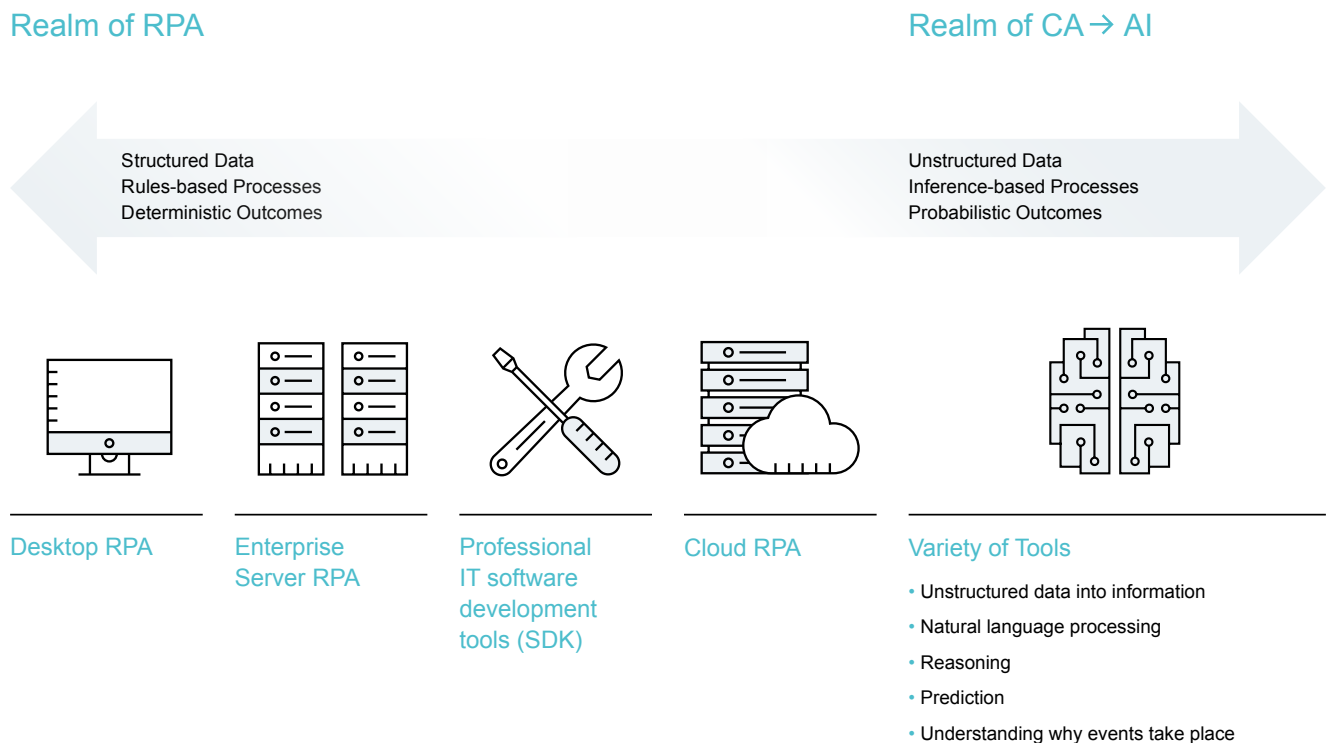 Realm of RPA
Realm of CA → AI
Structured Data
Rules-based Processes
Deterministic Outcomes
Unstructured Data
Inference-based Processes
Probabilistic Outcomes
Desktop RPA
Enterprise
Server RPA
Professional
IT software
development
tools (SDK)
Cloud RPA
Variety of Tools
• Unstructured data into information
• Natural language processing
• Reasoning
• Prediction
• Understanding why events take place